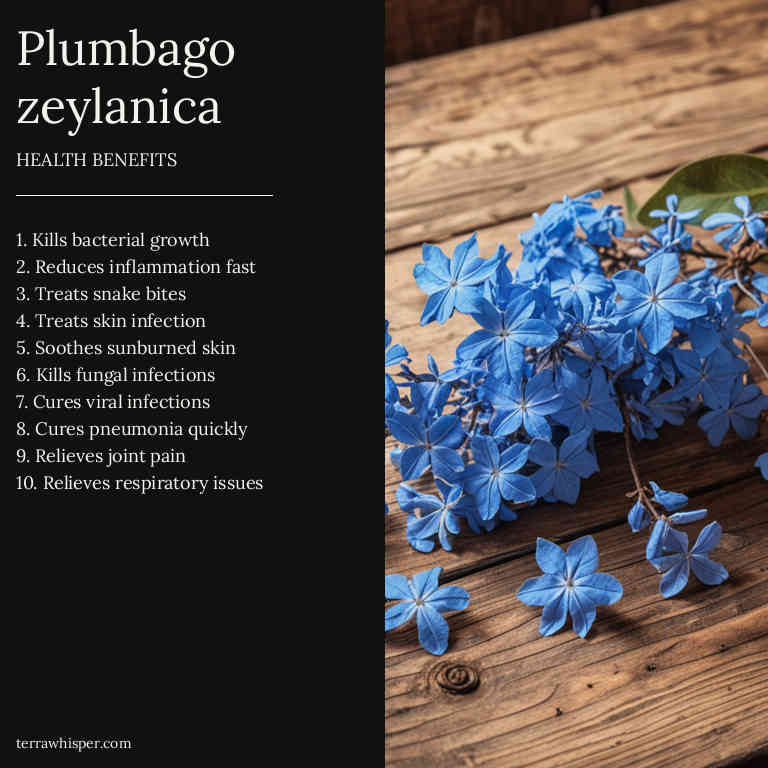 Plumbago
zeylanica
HEALTH BENEFITS
1. Kills bacterial growth
2. Reduces inflammation fast
3. Treats snake bites
4. Treats skin infection
5. Soothes sunburned skin
6. Kills fungal infections
7. Cures viral infections
8. Cures pneumonia quickly
9. Relieves joint pain
10. Relieves respiratory issues
terrawhisper.com